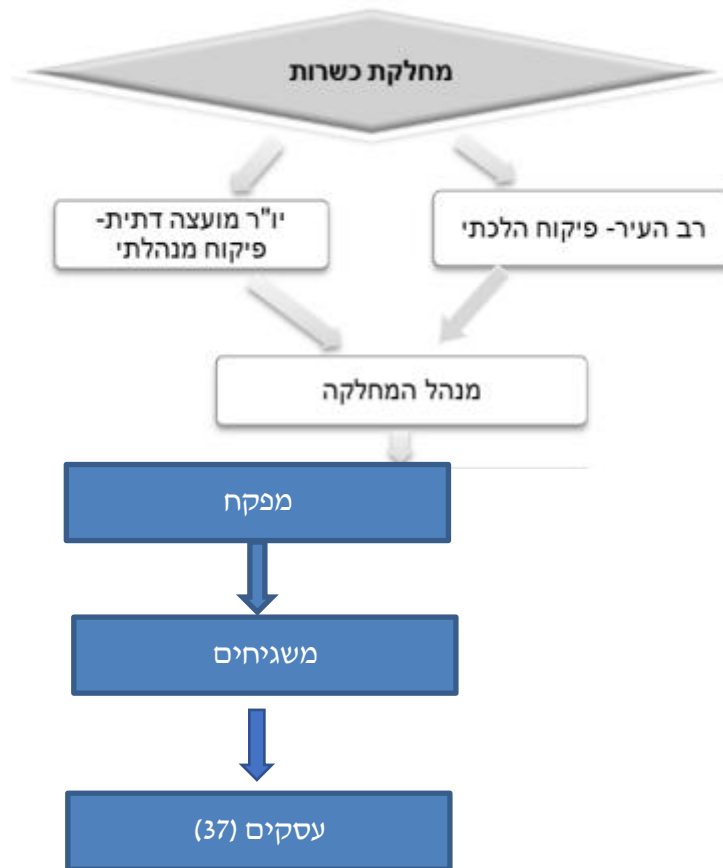 מחלקת כשרות
רב העיר- פיקוח הלכתי
יו"ר מועצה דתית-
פיקוח מנהלתי
מנהל המחלקה
מפקח
משגיחים
עסקים (37)